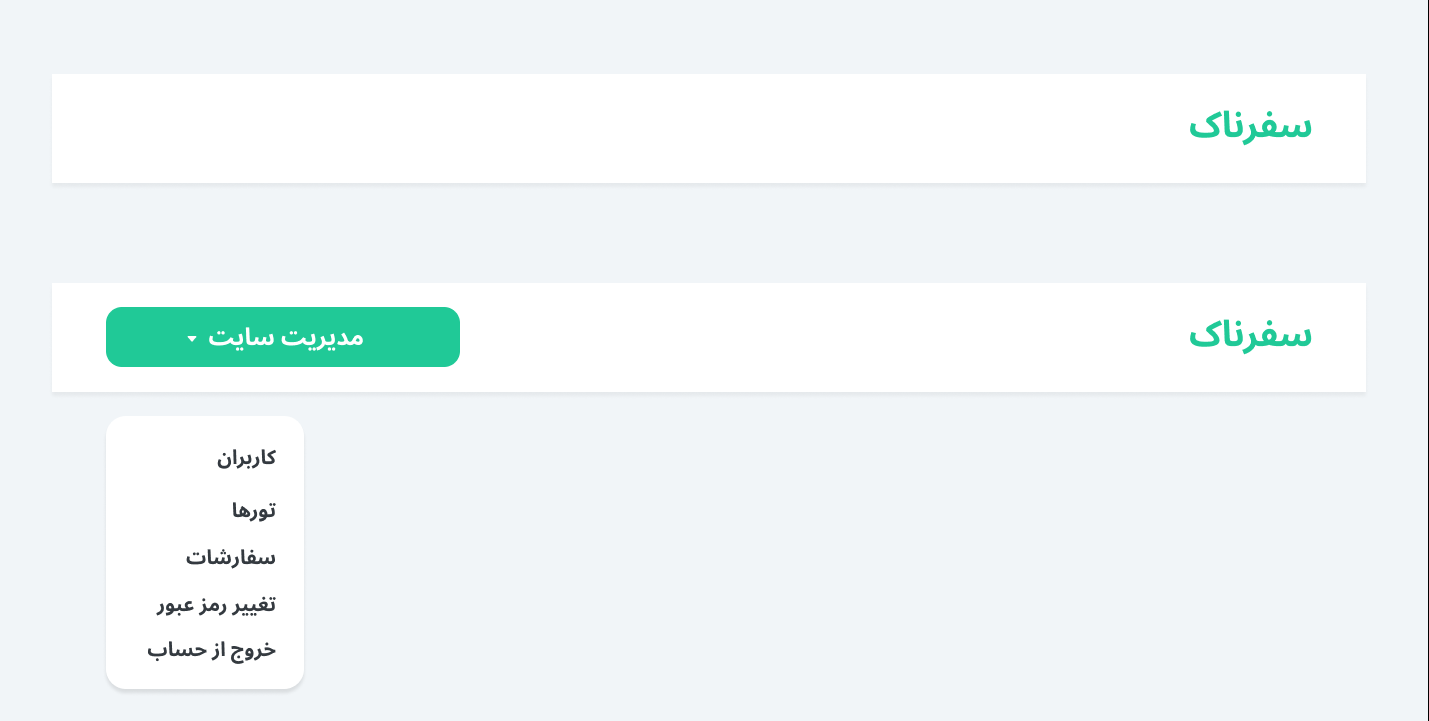 سفرناک
سفرناک
مدیریت سایت
کاربران
تورها
سفارشات
تغییر رمز عبور
خروج از حساب